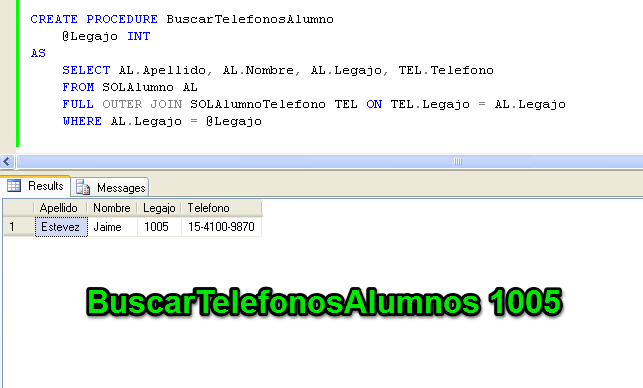 CREATE PROCEDURE BuscarTelefonosAlumno
@Legajo INT
AS
SELECT AL.Apellido, AL.Nombre, AL.Legajo, TEL.Telefono
FROM SOLAlumno AL
FULL OUTER JOIN SOLAlumnoTelefono TEL ON TEL.Legajo = AL.Legajo
WHERE AL.Legajo = @Legajo
Results Messages
Apellido Nombre Legajo Telefono
1 Estevez Jaime 1005 15-4100-9870
BuscarTelefonosAlumnos 1005